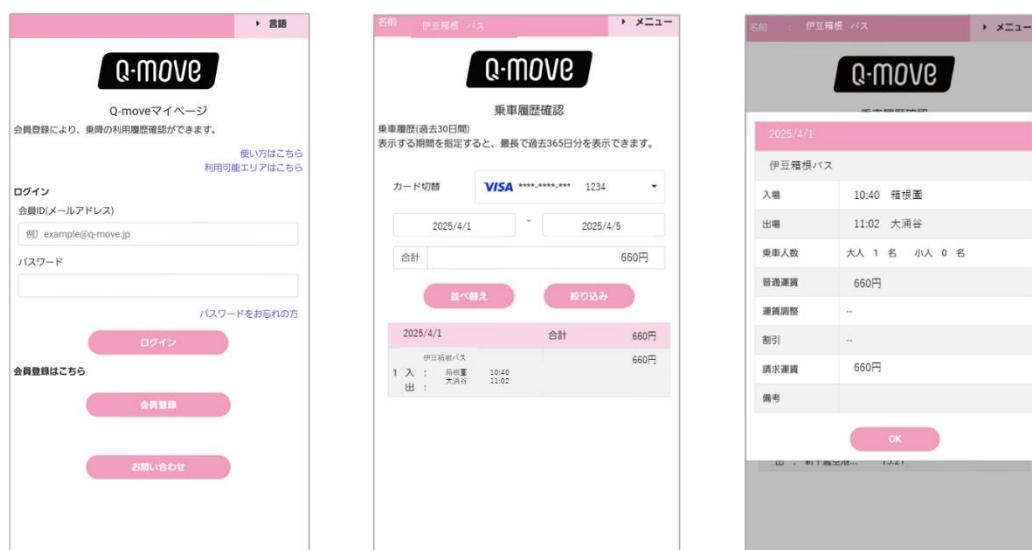 ▸ 言語
Q-MOVE
Q-moveマイページ
会員登録により、乗降の利用履歴確認ができます。
使い方はこちら
利用可能エリアはこちら
ログイン
会員ID(メールアドレス)
例）example@q-move.jp
パスワード
パスワードをお忘れの方
ログイン
会員登録はこちら
会員登録
お問い合わせ
名前 伊豆箱根 バス ▸ メニュー
Q-MOVE
乗車履歴確認
乗車履歴(過去30日間)
表示する期間を指定すると、最長で過去365日分を表示できます。
カード切替 VISA ****-****-*** 1234
2025/4/1 ~ 2025/4/5
合計 660円
並べ替え 絞り込み
2025/4/1 合計 660円
伊豆箱根バス 660円
1 入 : 箱根園 10:40
出 : 大涌谷 11:02
名前 : 伊豆箱根 バス ▸ メニュー
Q-MOVE
乗車履歴確認
2025/4/1
伊豆箱根バス
入場 10:40 箱根園
出場 11:02 大涌谷
乗車人数 大人 1 名 小人 0 名
普通運賃 660円
運賃調整 --
割引 --
請求運賃 660円
備考
OK
出 : 新千歳空港... 15:21